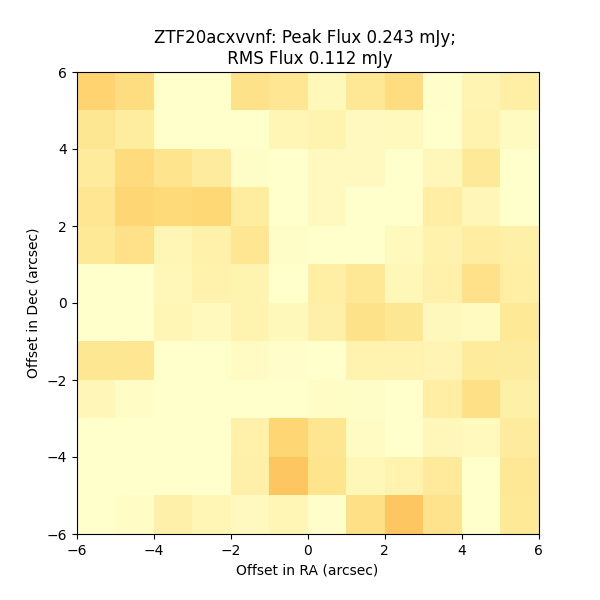 ZTF20acxvvnf: Peak Flux 0.243 mJy;
RMS Flux 0.112 mJy
6
4
2
0
−2
−4
−6
Offset in Dec (arcsec)
−6 −4 −2 0 2 4 6
Offset in RA (arcsec)